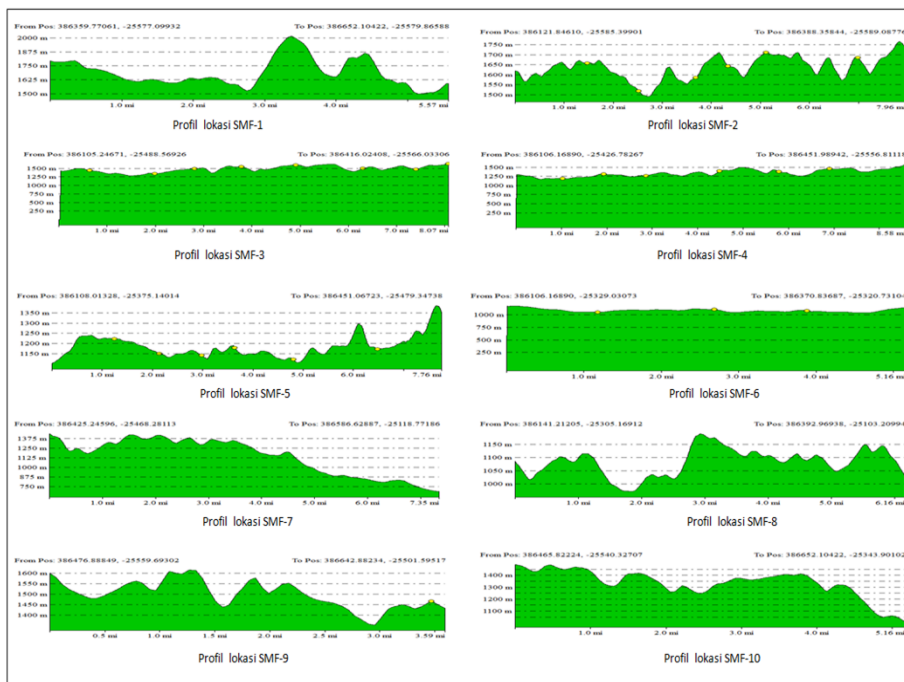 From Pos: 386359.77061, -25577.09932 To Pos: 386652.10422, -25579.86588
2000 m
1875 m
1750 m
1625 m
1500 m
1.0 mi 2.0 mi 3.0 mi 4.0 mi 5.57 mi
Profil lokasi SMF-1
From Pos: 386121.84610, -25585.39901 To Pos: 386388.35844, -25589.08776
1750 m
1700 m
1650 m
1600 m
1550 m
1500 m
1.0 mi 2.0 mi 3.0 mi 4.0 mi 5.0 mi 6.0 mi 7.96 mi
Profil lokasi SMF-2
From Pos: 386105.24671, -25488.56926 To Pos: 386416.02408, -25566.03306
1500 m
1250 m
1000 m
750 m
500 m
250 m
1.0 mi 2.0 mi 3.0 mi 4.0 mi 5.0 mi 6.0 mi 8.07 mi
Profil lokasi SMF-3
From Pos: 386106.16890, -25426.78267 To Pos: 386451.98942, -25556.81118
1500 m
1250 m
1000 m
750 m
500 m
250 m
1.0 mi 2.0 mi 3.0 mi 4.0 mi 5.0 mi 6.0 mi 7.0 mi 8.58 mi
Profil lokasi SMF-4
From Pos: 386108.01328, -25375.14014 To Pos: 386451.06723, -25479.34738
1350 m
1300 m
1250 m
1200 m
1150 m
1.0 mi 2.0 mi 3.0 mi 4.0 mi 5.0 mi 6.0 mi 7.76 mi
Profil lokasi SMF-5
From Pos: 386106.16890, -25329.03073 To Pos: 386370.83687, -25320.73104
1000 m
750 m
500 m
250 m
1.0 mi 2.0 mi 3.0 mi 4.0 mi 5.16 mi
Profil lokasi SMF-6
From Pos: 386425.24596, -25468.28113 To Pos: 386586.62887, -25118.77186
1375 m
1250 m
1125 m
1000 m
875 m
750 m
1.0 mi 2.0 mi 3.0 mi 4.0 mi 5.0 mi 6.0 mi 7.35 mi
Profil lokasi SMF-7
From Pos: 386141.21205, -25305.16912 To Pos: 386392.96938, -25103.20994
1150 m
1100 m
1050 m
1000 m
1.0 mi 2.0 mi 3.0 mi 4.0 mi 5.0 mi 6.16 mi
Profil lokasi SMF-8
From Pos: 386476.88849, -25559.69302 To Pos: 386642.88234, -25501.59517
1600 m
1550 m
1500 m
1450 m
1400 m
0.5 mi 1.0 mi 1.5 mi 2.0 mi 2.5 mi 3.0 mi 3.59 mi
Profil lokasi SMF-9
From Pos: 386465.82224, -25540.32707 To Pos: 386652.10422, -25343.90102
1400 m
1300 m
1200 m
1100 m
1.0 mi 2.0 mi 3.0 mi 4.0 mi 5.16 mi
Profil lokasi SMF-10